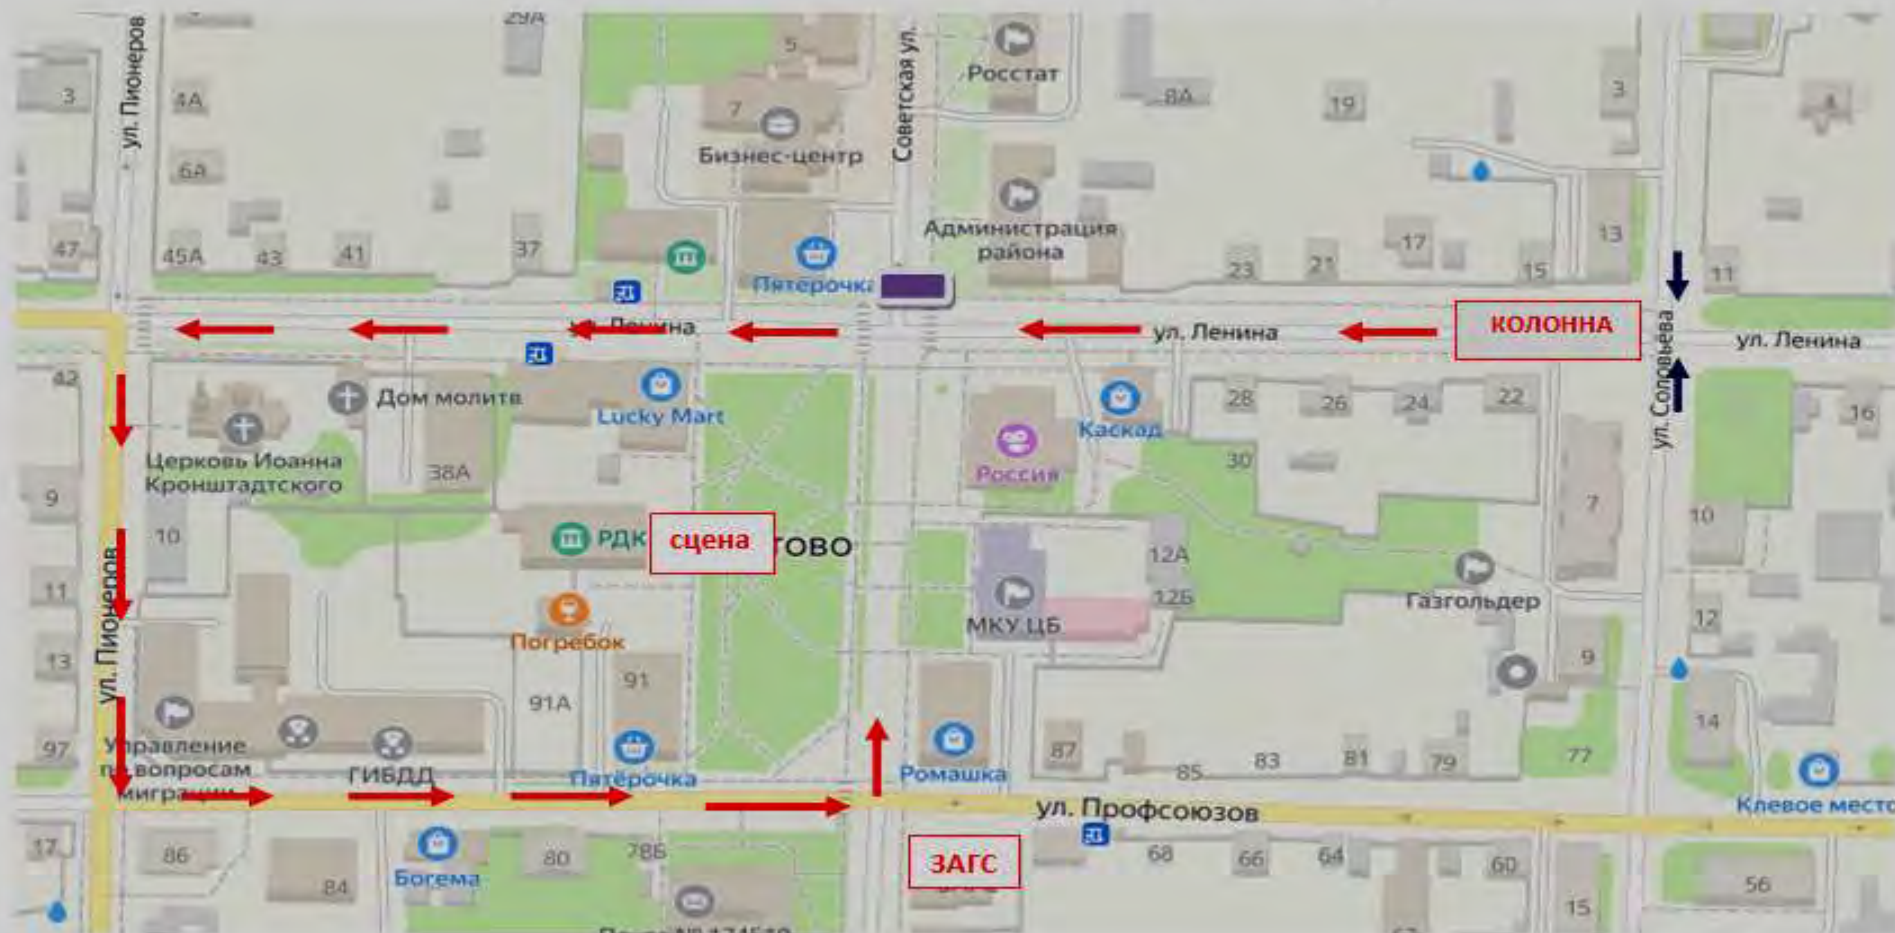 ул. Пионеров
3
4А
6А
47
45А
43
41
37
29А
5
7
Бизнес-центр
Советская ул.
Росстат
Администрация
района
Пятерочка
8А
19
3
4
13
11
23
21
17
15
ул. Ленина
ул. Ленина
КОЛОННА
ул. Соловьева
ул. Ленина
42
Дом молитв
Церковь Иоанна
Кронштадтского
38А
Lucky Mart
Россия
Каскад
28
26
24
22
30
16
7
10
9
10
11
13
97
ул. Пионеров
РДК
сцена
ТОВО
Погребок
91А
91
Пятёрочка
12А
12Б
МКУ ЦБ
Газгольдер
12
9
14
77
Управление
по вопросам
миграции
ГИБДД
Ромашка
87
85
83
81
79
ул. Профсоюзов
Клевое место
17
86
84
Богема
80
78Б
ЗАГС
68
66
64
60
15
56